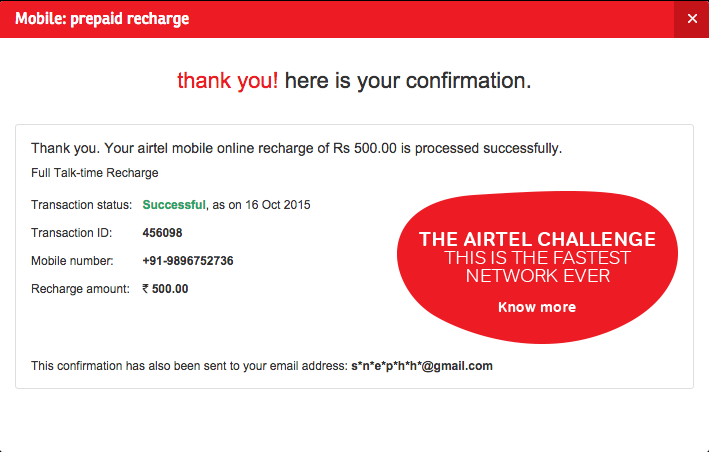 Mobile: prepaid recharge
thank you! here is your confirmation.
Thank you. Your airtel mobile online recharge of Rs 500.00 is processed successfully.
Full Talk-time Recharge
Transaction status: Successful, as on 16 Oct 2015
Transaction ID: 456098
Mobile number: +91-9896752736
Recharge amount: ₹ 500.00
THE AIRTEL CHALLENGE
THIS IS THE FASTEST
NETWORK EVER
Know more
This confirmation has also been sent to your email address: s*n*e*p*h*h*@gmail.com